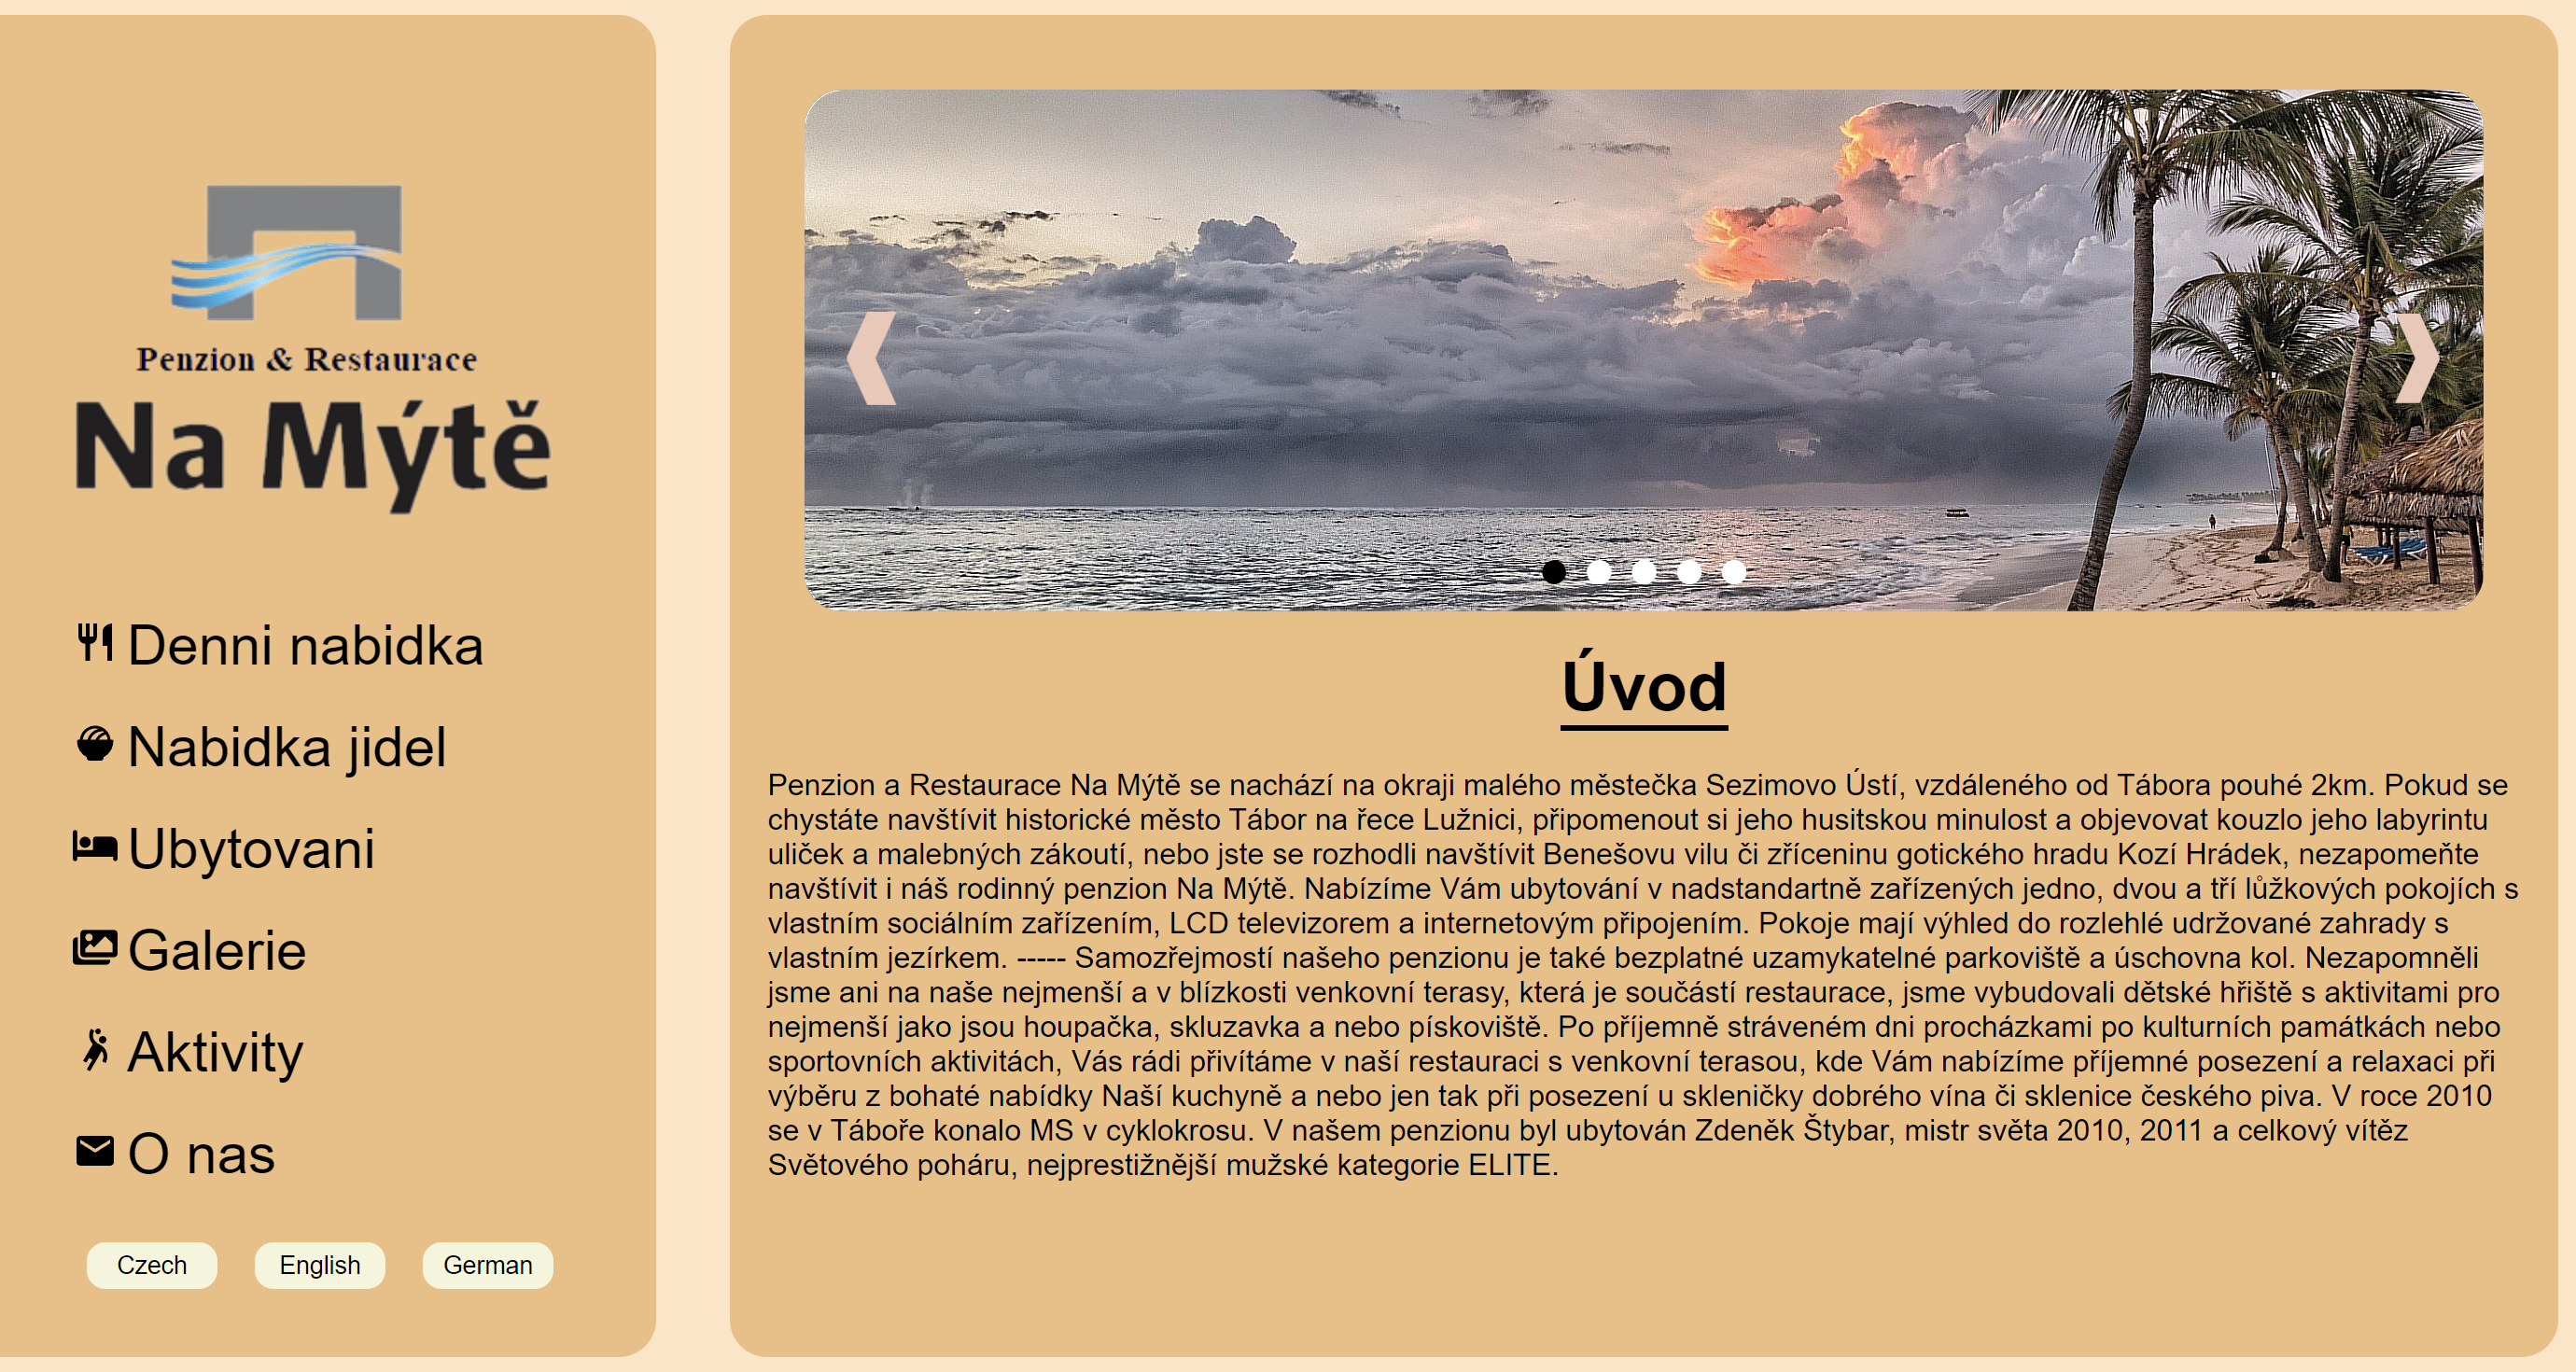 Penzion & Restaurace
Na Mýtě
Denni nabidka
Nabidka jidel
Ubytovani
Galerie
Aktivity
O nas
Czech
English
German
Úvod
Penzion a Restaurace Na Mýtě se nachází na okraji malého městečka Sezimovo Ústí, vzdáleného od Tábora pouhé 2km. Pokud se
chystáte navštívit historické město Tábor na řece Lužnici, připomenout si jeho husitskou minulost a objevovat kouzlo jeho labyrintu
uliček a malebných zákoutí, nebo jste se rozhodli navštívit Benešovu vilu či zříceninu gotického hradu Kozí Hrádek, nezapomeňte
navštívit i náš rodinný penzion Na Mýtě. Nabízíme Vám ubytování v nadstandartně zařízených jedno, dvou a tří lůžkových pokojích s
vlastním sociálním zařízením, LCD televizorem a internetovým připojením. Pokoje mají výhled do rozlehlé udržované zahrady s
vlastním jezírkem. ----- Samozřejmostí našeho penzionu je také bezplatné uzamykatelné parkoviště a úschovna kol. Nezapomněli
jsme ani na naše nejmenší a v blízkosti venkovní terasy, která je součástí restaurace, jsme vybudovali dětské hřiště s aktivitami pro
nejmenší jako jsou houpačka, skluzavka a nebo pískoviště. Po příjemně stráveném dni procházkami po kulturních památkách nebo
sportovních aktivitách, Vás rádi přivítáme v naší restauraci s venkovní terasou, kde Vám nabízíme příjemné posezení a relaxaci při
výběru z bohaté nabídky Naší kuchyně a nebo jen tak při posezení u skleničky dobrého vína či sklenice českého piva. V roce 2010
se v Táboře konalo MS v cyklokrosu. V našem penzionu byl ubytován Zdeněk Štybar, mistr světa 2010, 2011 a celkový vítěz
Světového poháru, nejprestižnější mužské kategorie ELITE.